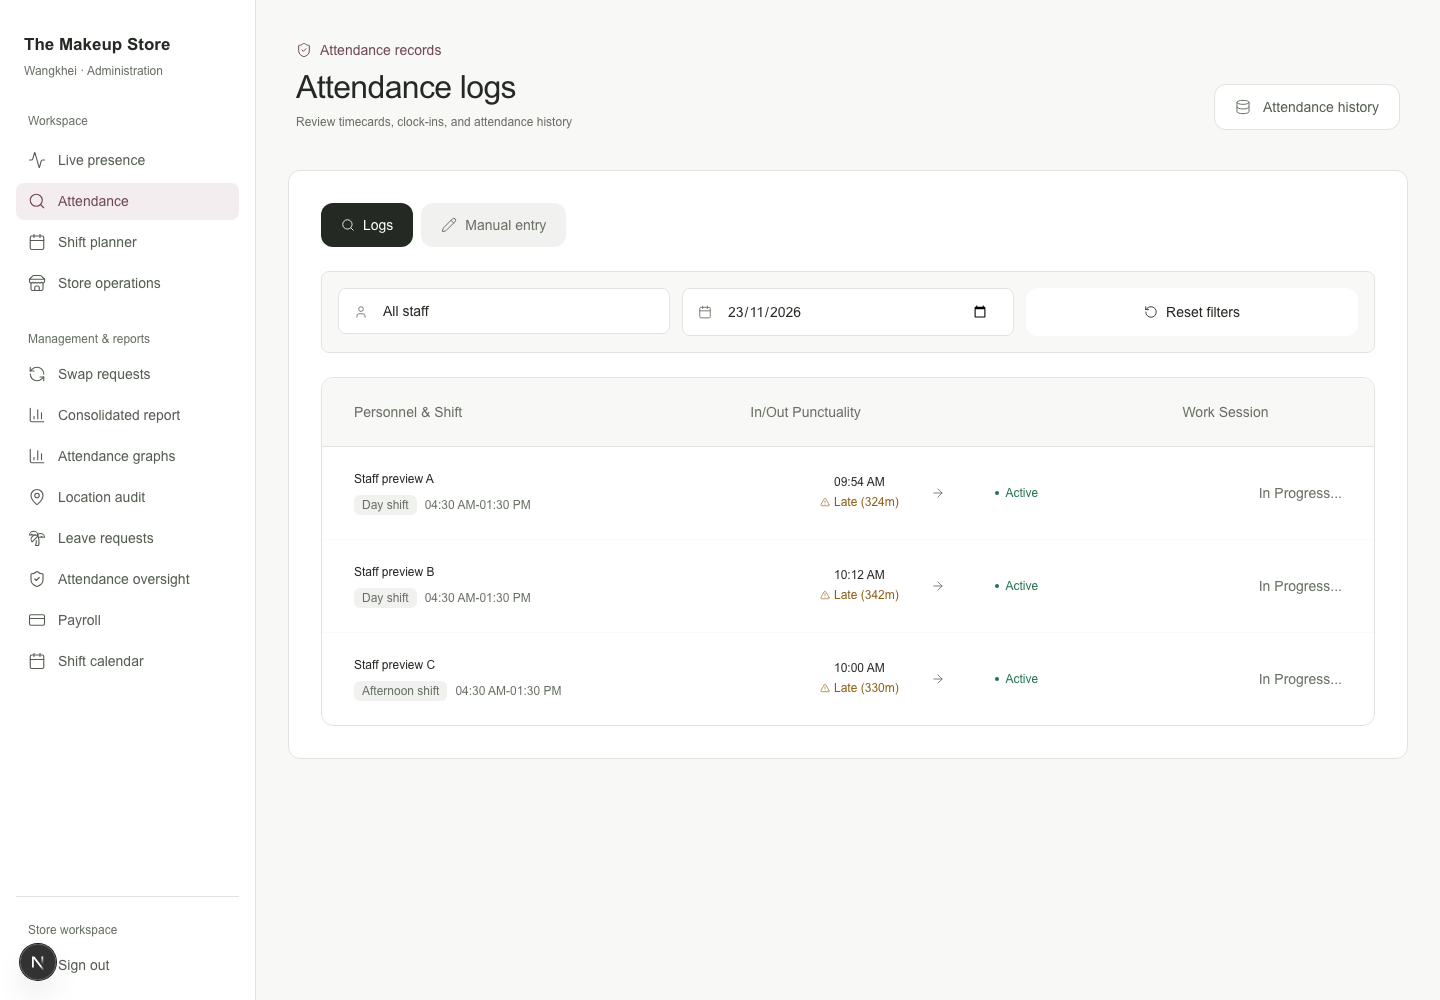 The Makeup Store
Wangkhei · Administration
Workspace
Live presence
Attendance
Shift planner
Store operations
Management & reports
Swap requests
Consolidated report
Attendance graphs
Location audit
Leave requests
Attendance oversight
Payroll
Shift calendar
Store workspace
N
Sign out
Attendance records
Attendance logs
Review timecards, clock-ins, and attendance history
Attendance history
Logs
Manual entry
All staff
23/11/2026
Reset filters
Personnel & Shift
In/Out Punctuality
Work Session
Staff preview A
Day shift 04:30 AM-01:30 PM
09:54 AM
Late (324m)
Active
In Progress...
Staff preview B
Day shift 04:30 AM-01:30 PM
10:12 AM
Late (342m)
Active
In Progress...
Staff preview C
Afternoon shift 04:30 AM-01:30 PM
10:00 AM
Late (330m)
Active
In Progress...